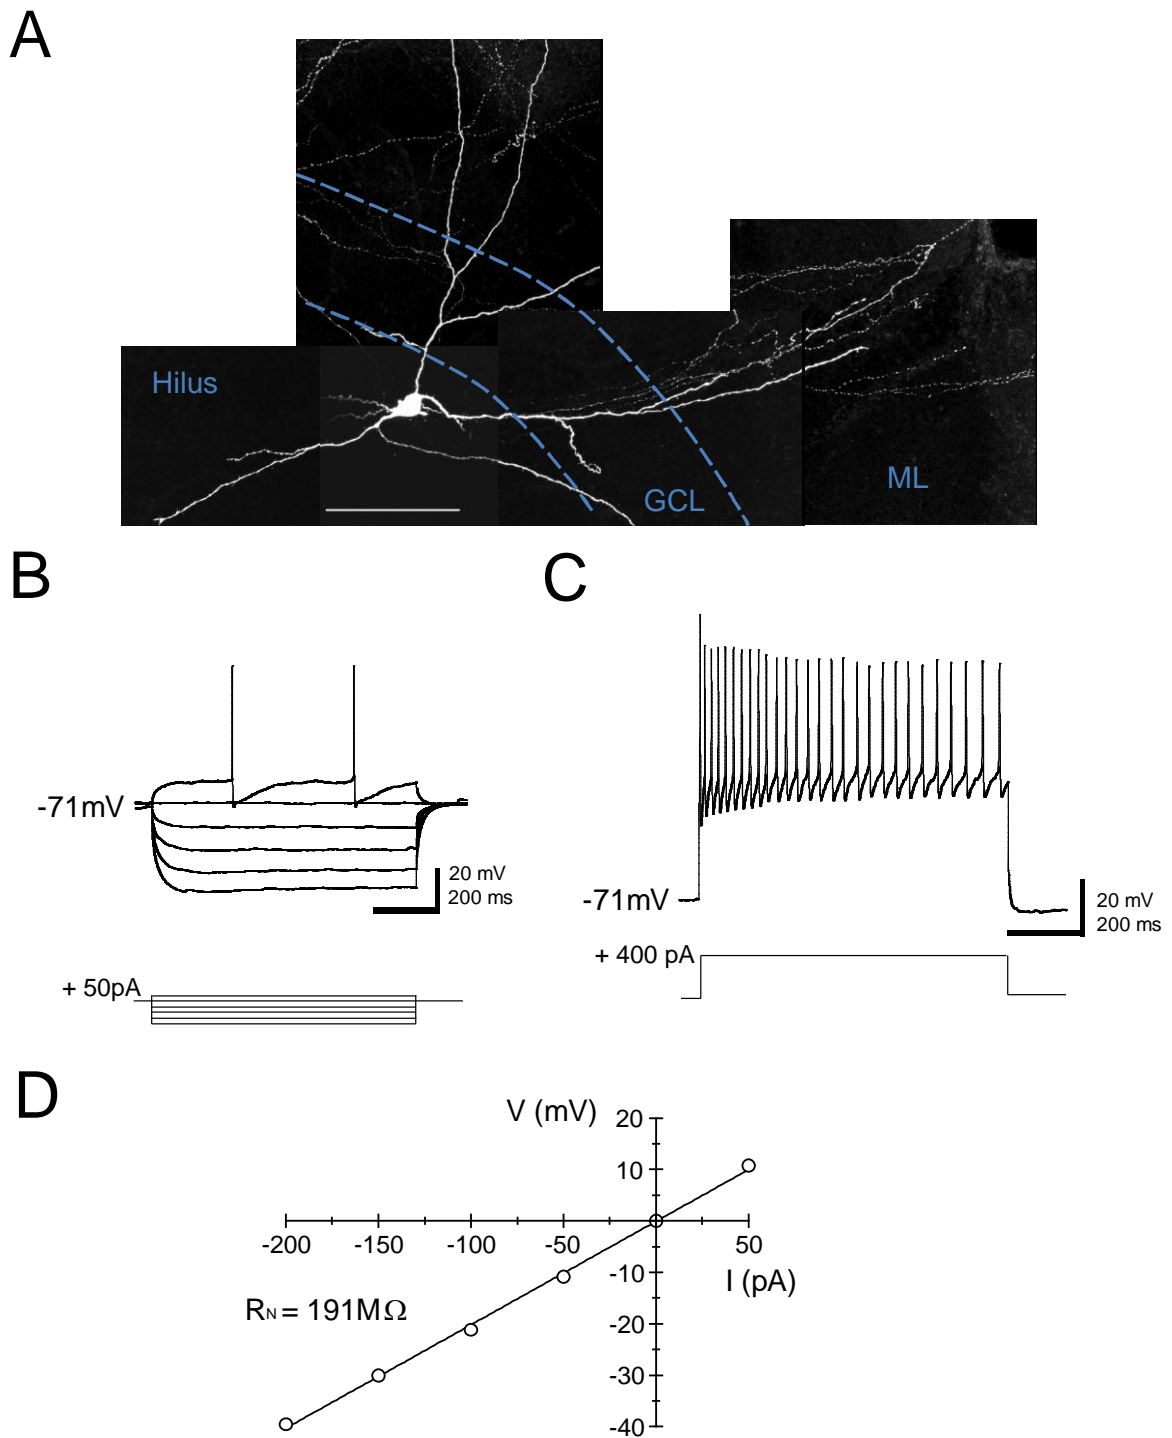 A
Hilus
GCL
ML
B
-71mV
20 mV
200 ms
+ 50pA
C
-71mV
20 mV
200 ms
+ 400 pA
D
V (mV)
20
10
-200 -150 -100 -50 50
-10
I (pA)
RN = 191MΩ
-20
-30
-40